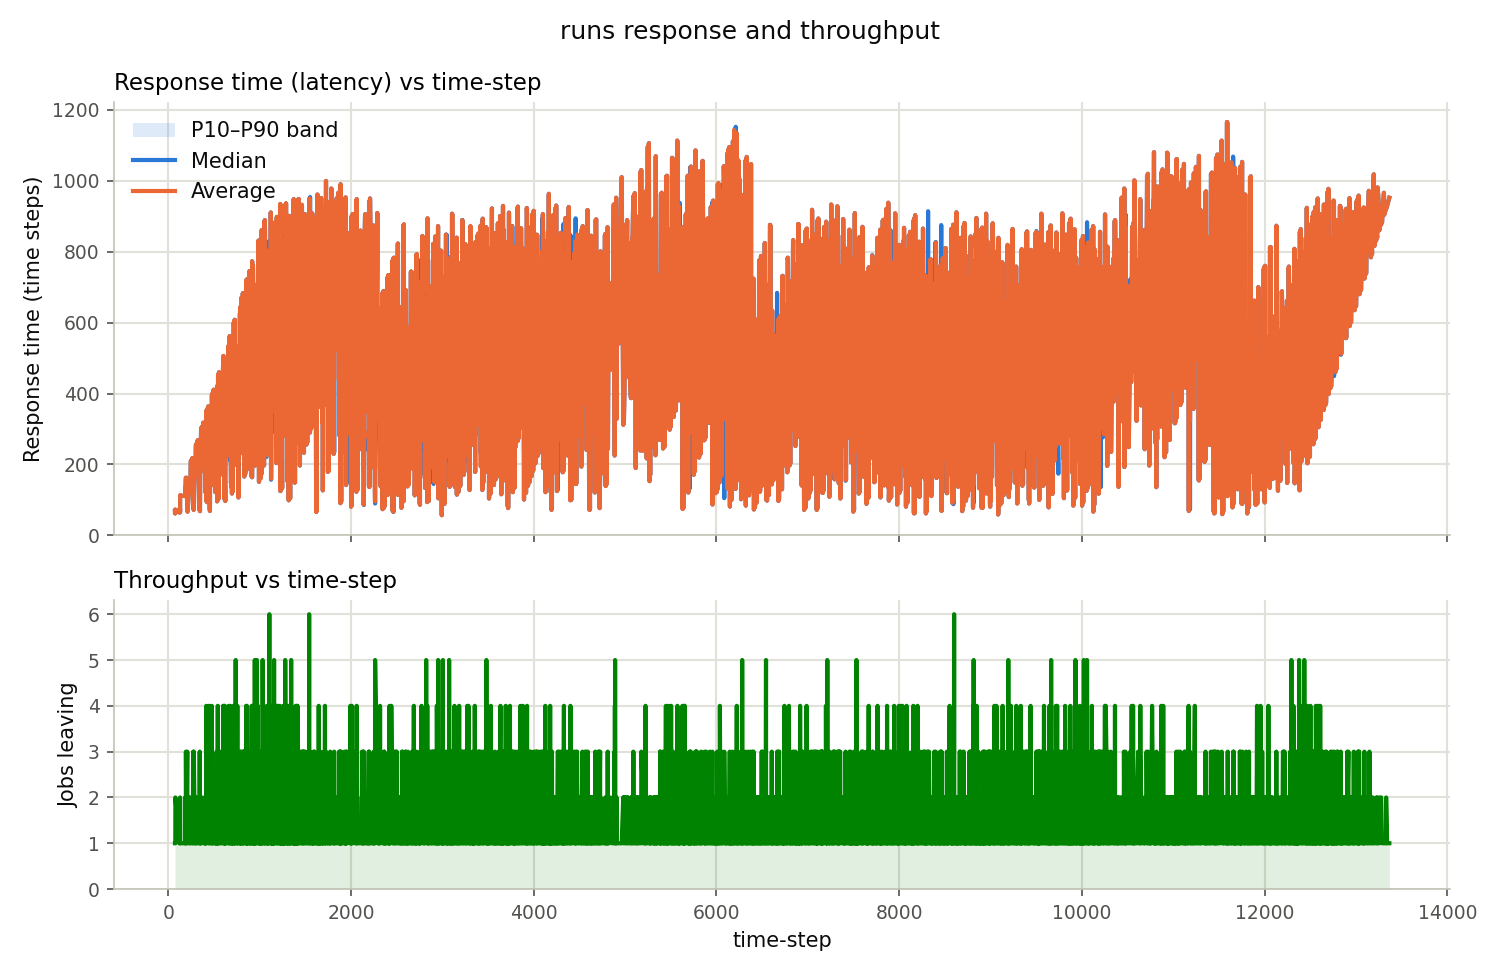 runs response and throughput
Response time (latency) vs time-step
Response time (time steps)
1200
1000
800
600
400
200
0
P10–P90 band
Median
Average
Throughput vs time-step
Jobs leaving
6
5
4
3
2
1
0
0 2000 4000 6000 8000 10000 12000 14000
time-step